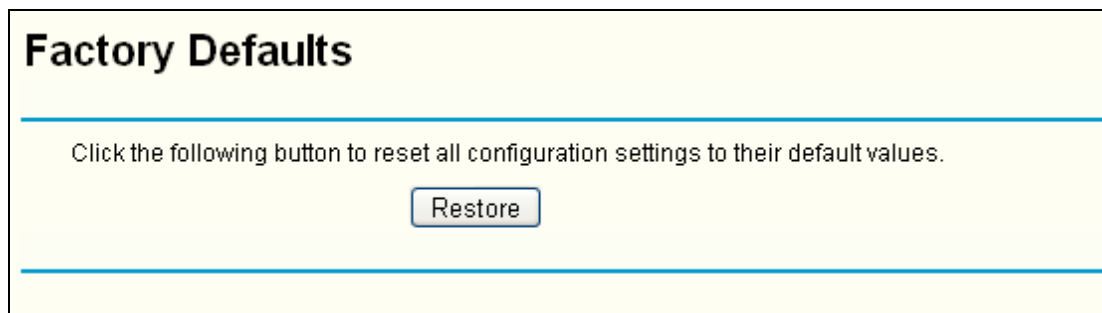 Factory Defaults
Click the following button to reset all configuration settings to their default values.
Restore